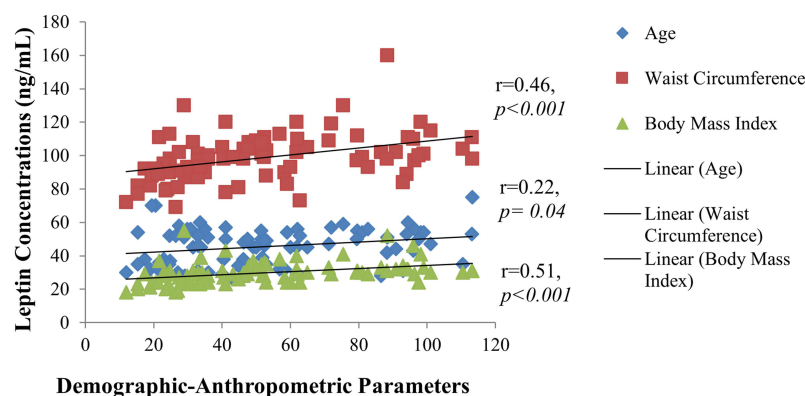 Leptin Concentrations (ng/mL)
180
160
140
120
100
80
60
40
20
0
0 20 40 60 80 100 120
Demographic-Anthropometric Parameters
r=0.46,
p<0.001
r=0.22,
p= 0.04
r=0.51,
p<0.001
Age
Waist Circumference
Body Mass Index
Linear (Age)
Linear (Waist
Circumference)
Linear (Body Mass
Index)